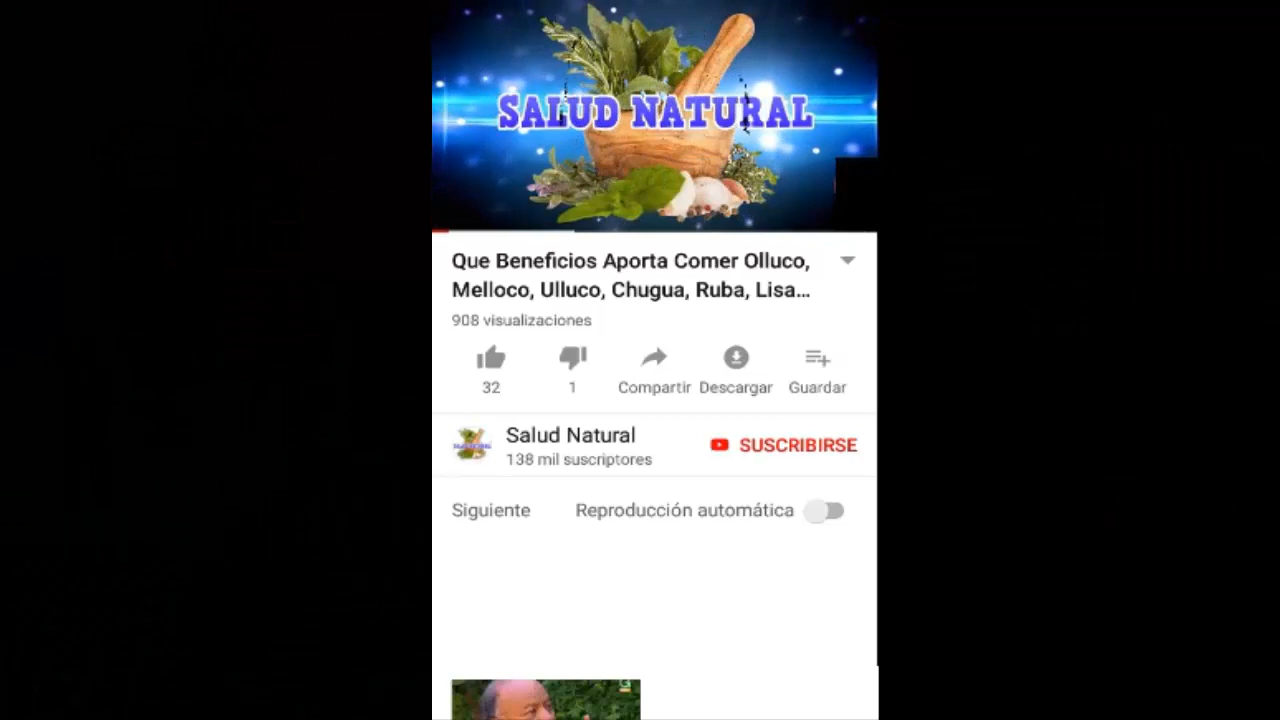 SALUD NATURAL
Que Beneficios Aporta Comer Olluco,
Melloco, Ulluco, Chugua, Ruba, Lisa...
908 visualizaciones
32
1
Compartir
Descargar
Guardar
Salud Natural
138 mil suscriptores
SUSCRIBIRSE
Siguiente
Reproducción automática